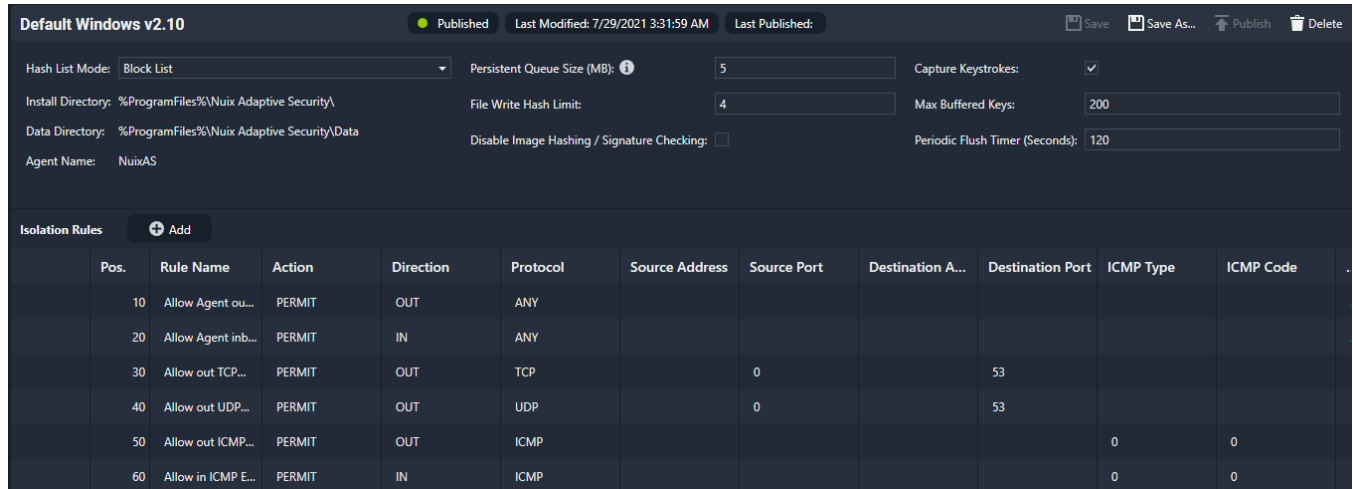 Default Windows v2.10 Published Last Modified: 7/29/2021 3:31:59 AM Last Published: Save Save As... Publish Delete
Hash List Mode: Block List Persistent Queue Size (MB): 5 Capture Keystrokes:
Install Directory: %ProgramFiles%\Nuix Adaptive Security\ File Write Hash Limit: 4 Max Buffered Keys: 200
Data Directory: %ProgramFiles%\Nuix Adaptive Security\Data Disable Image Hashing / Signature Checking: Periodic Flush Timer (Seconds): 120
Agent Name: NuixAS
Isolation Rules Add
Pos. Rule Name Action Direction Protocol Source Address Source Port Destination A... Destination Port ICMP Type ICMP Code
10 Allow Agent ou... PERMIT OUT ANY
20 Allow Agent inb... PERMIT IN ANY
30 Allow out TCP... PERMIT OUT TCP 0 53
40 Allow out UDP... PERMIT OUT UDP 0 53
50 Allow out ICMP... PERMIT OUT ICMP 0 0
60 Allow in ICMP E... PERMIT IN ICMP 0 0